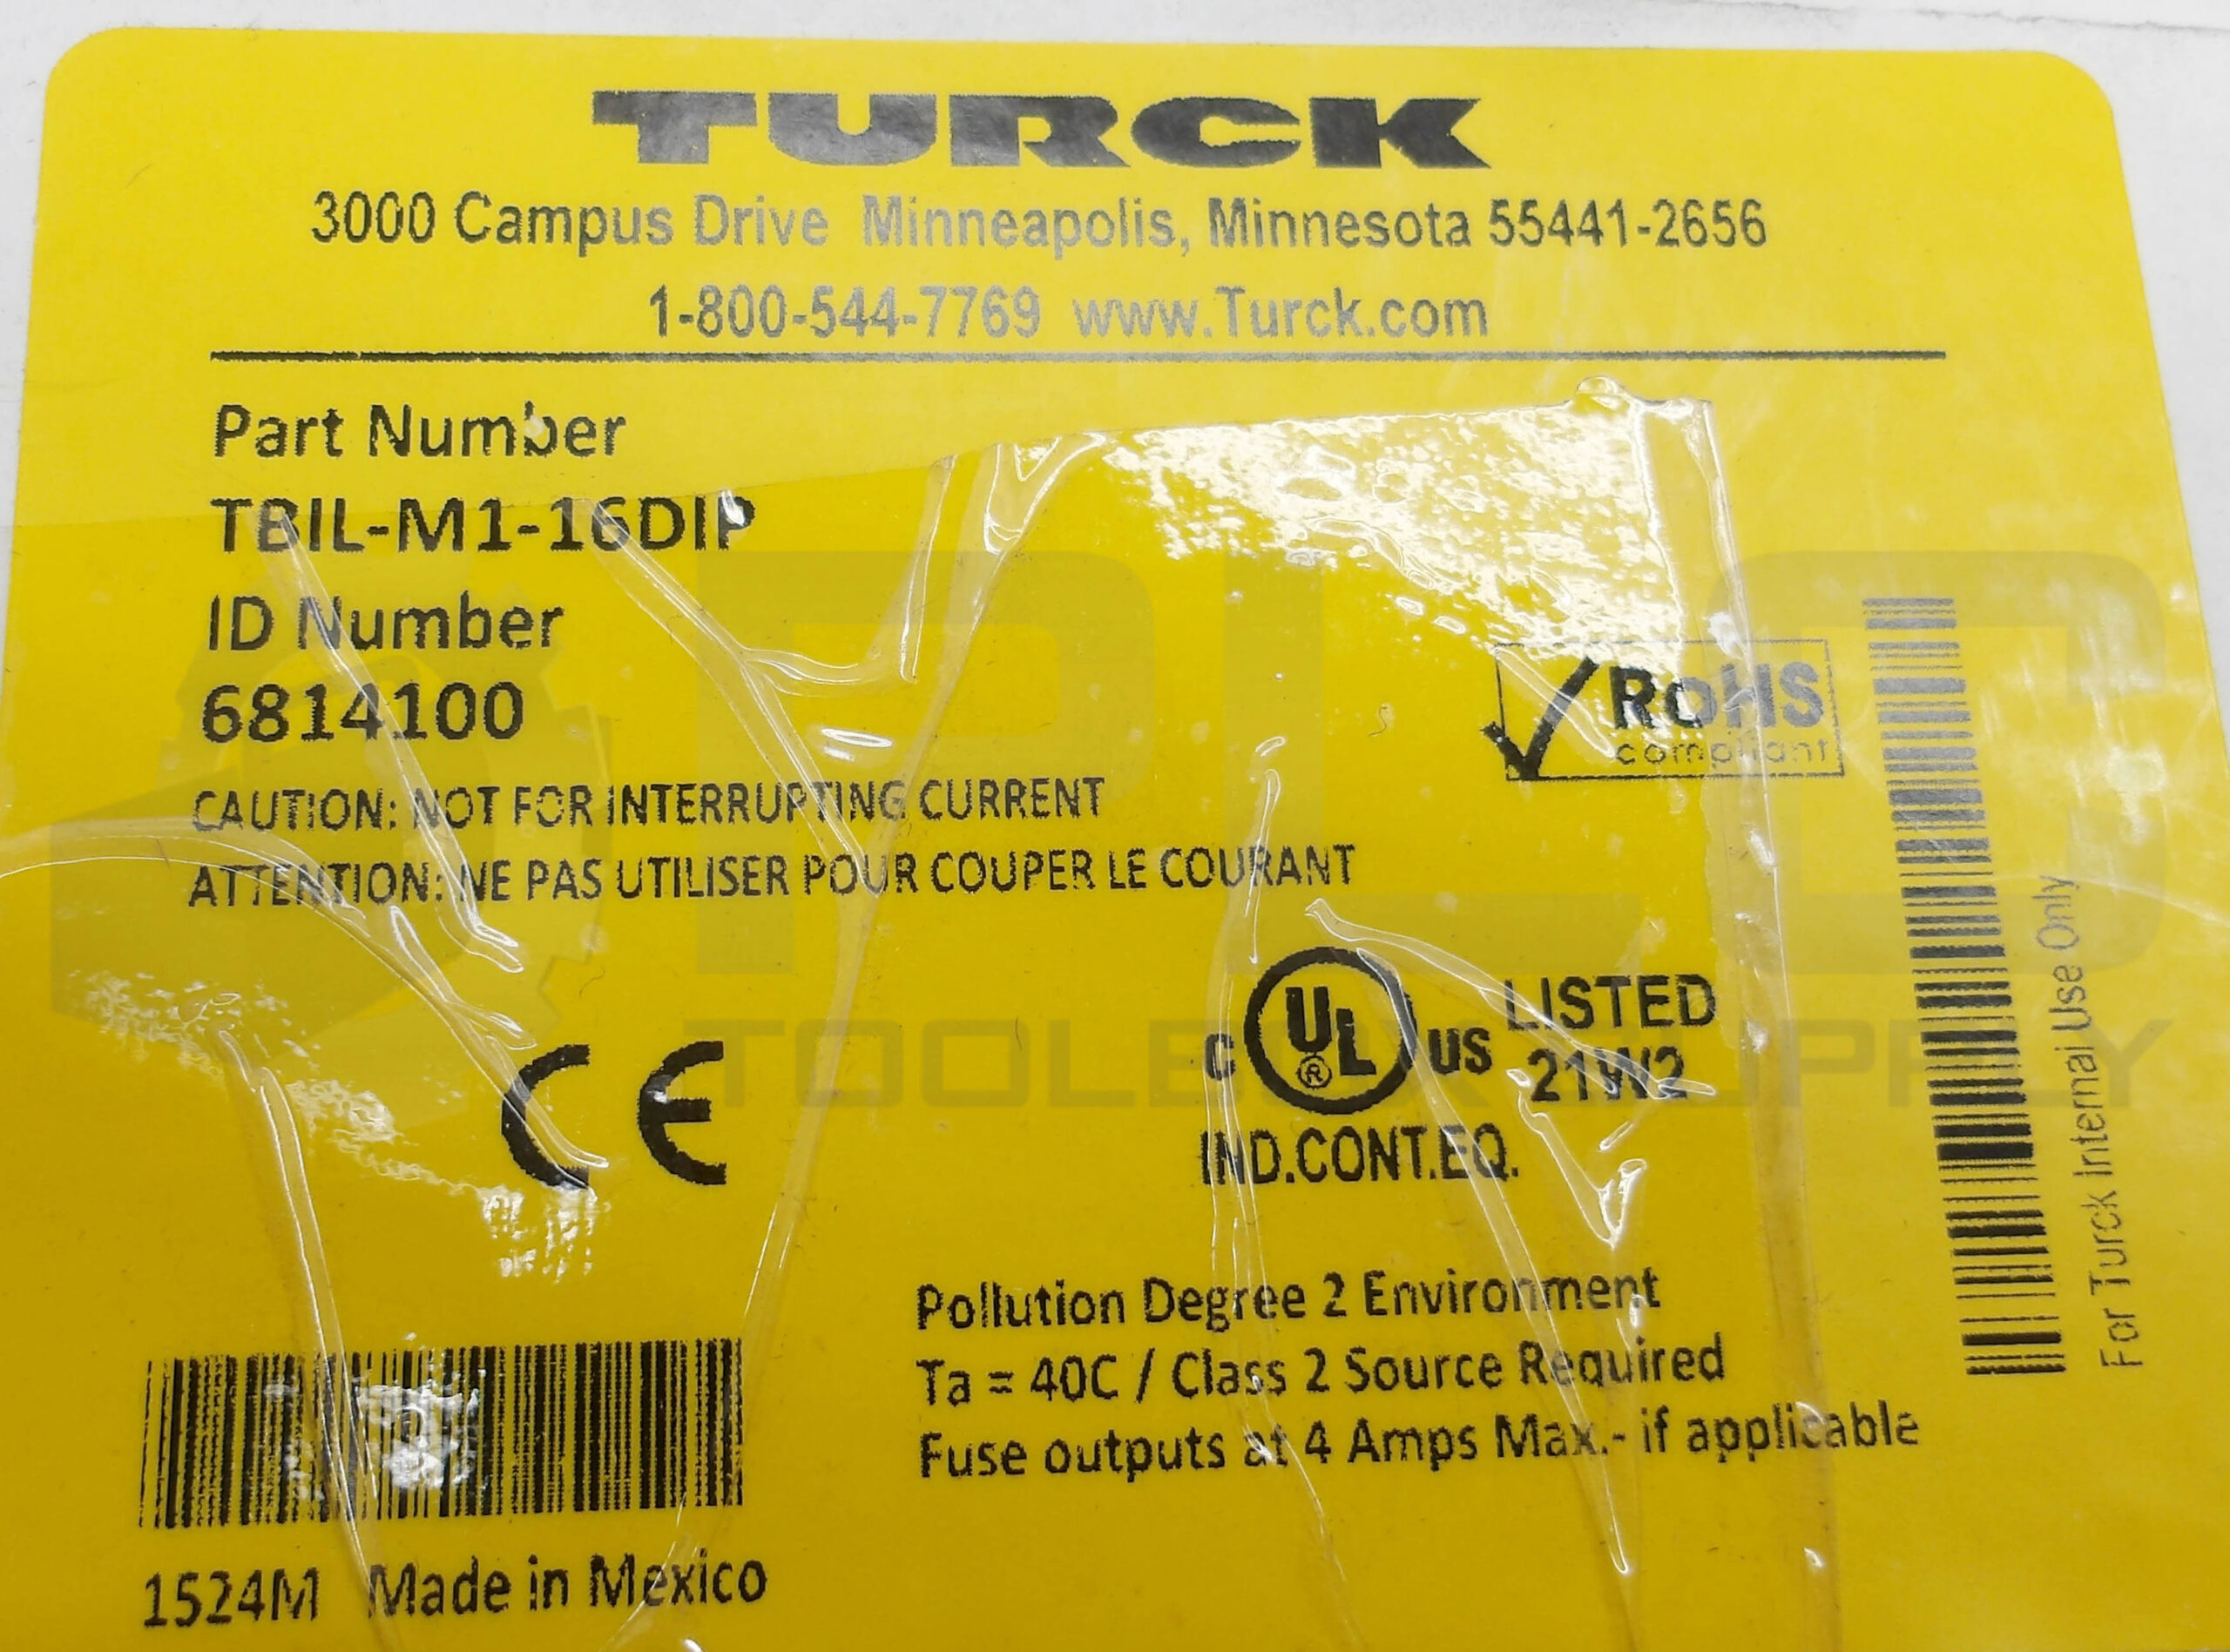 TURCK
3000 Campus Drive Minneapolis, Minnesota 55441-2656
1-800-544-7769 www.Turck.com
Part Number
TBIL-M1-16DIP
ID Number
6814100
CAUTION: NOT FOR INTERRUPTING CURRENT
ATTENTION: NE PAS UTILISER POUR COUPER LE COURANT
RoHS
compliant
CE
C UL® US LISTED
21W2
IND.CONT.EQ.
Pollution Degree 2 Environment
Ta = 40C / Class 2 Source Required
Fuse outputs at 4 Amps Max.- if applicable
1524M Made in Mexico
For Turck Internal Use Only
PLC
TOOLBOX SUPPLY